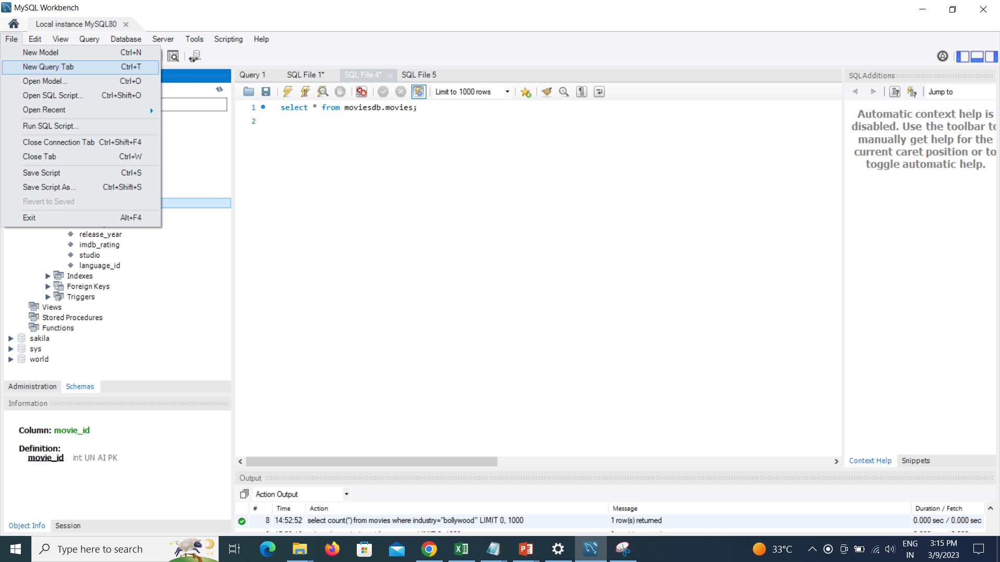 MySQL Workbench
Local instance MySQL80
File Edit View Query Database Server Tools Scripting Help
New Model Ctrl+N
New Query Tab Ctrl+T
Open Model... Ctrl+O
Open SQL Script... Ctrl+Shift+O
Open Recent
Run SQL Script...
Close Connection Tab Ctrl+Shift+F4
Close Tab Ctrl+W
Save Script Ctrl+S
Save Script As... Ctrl+Shift+S
Revert to Saved
Exit Alt+F4
release_year
imdb_rating
studio
language_id
Indexes
Foreign Keys
Triggers
Views
Stored Procedures
Functions
sakila
sys
world
Administration Schemas
Information
Column: movie_id
Definition:
movie_id int UN AI PK
Object Info Session
Query 1 SQL File 1* SQL File 4* SQL File 5
Limit to 1000 rows
1 select * from moviesdb.movies;
2
SQLAdditions
Jump to
Automatic context help is
disabled. Use the toolbar to
manually get help for the
current caret position or to
toggle automatic help.
Context Help Snippets
Output
Action Output
# Time Action Message Duration / Fetch
8 14:52:52 select count(*) from movies where industry="bollywood" LIMIT 0, 1000 1 row(s) returned 0.000 sec / 0.000 sec
Type here to search
33°C
ENG
IN
3:15 PM
3/9/2023